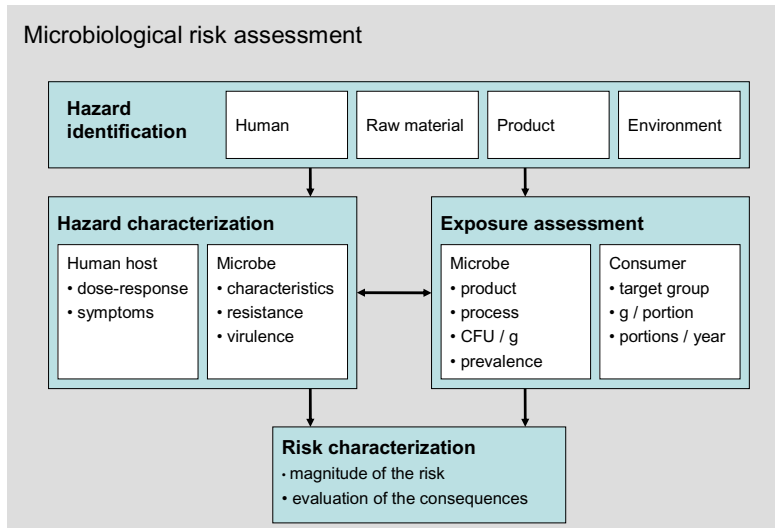 Microbiological risk assessment
Hazard
identification
Human
Raw material
Product
Environment
Hazard characterization
Human host
• dose-response
• symptoms
Microbe
• characteristics
• resistance
• virulence
Exposure assessment
Microbe
• product
• process
• CFU / g
• prevalence
Consumer
• target group
• g / portion
• portions / year
Risk characterization
• magnitude of the risk
• evaluation of the consequences